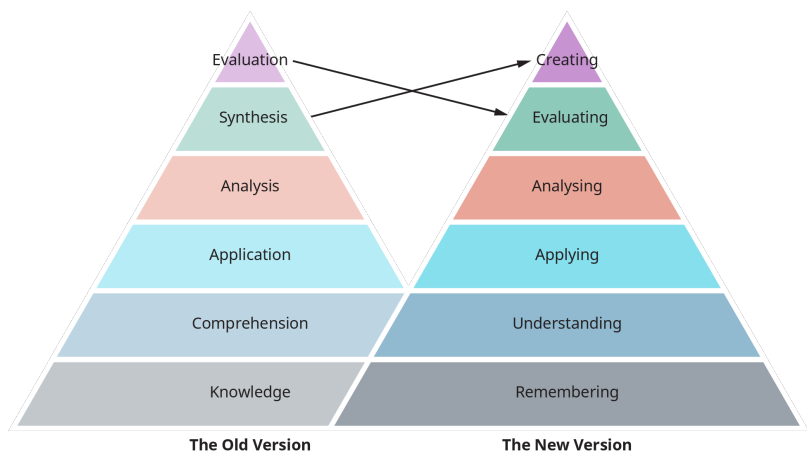 Evaluation
Synthesis
Analysis
Application
Comprehension
Knowledge
The Old Version
Creating
Evaluating
Analysing
Applying
Understanding
Remembering
The New Version